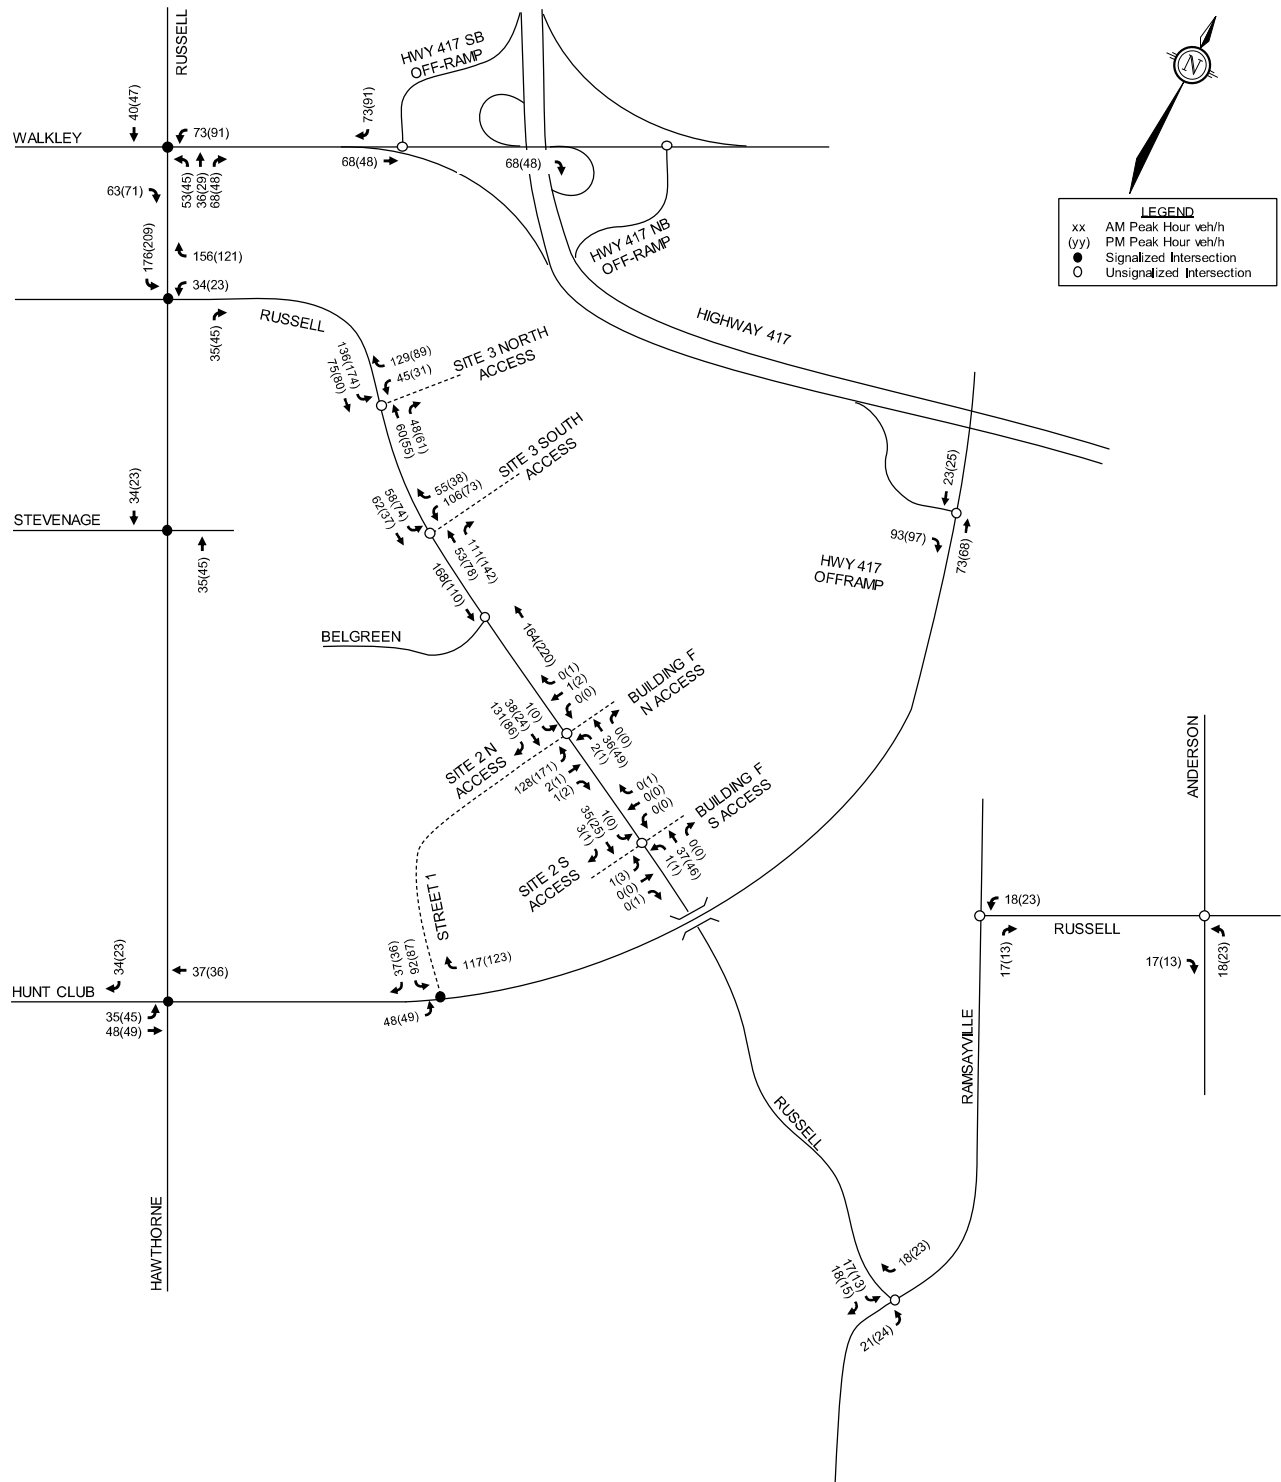 RUSSELL
HWY 417 SB
OFF-RAMP
N
40(47)
73(91)
73(91)
WALKLEY
68(48)
68(48)
63(71)
53(45)
36(29)
68(48)
LEGEND
xx AM Peak Hour veh/h
(yy) PM Peak Hour veh/h
Signalized Intersection
Unsignalized Intersection
HWY 417 NB
OFF-RAMP
176(209)
156(121)
34(23)
RUSSELL
35(45)
HIGHWAY 417
136(174)
75(80)
129(89)
45(31)
SITE 3 NORTH
ACCESS
60(55)
48(61)
SITE 3 SOUTH
ACCESS
34(23)
STEVENAGE
35(45)
58(74)
62(37)
55(38)
106(73)
53(78)
111(142)
23(25)
93(97)
73(68)
HWY 417
OFFRAMP
168(110)
BELGREEN
164(220)
0(1)
1(2)
0(0)
BUILDING F
N ACCESS
1(0)
38(24)
131(86)
0(0)
36(49)
2(1)
SITE 2 N
ACCESS
128(171)
2(1)
1(2)
0(1)
0(0)
0(0)
BUILDING F
S ACCESS
1(0)
35(25)
3(1)
0(0)
37(46)
1(1)
SITE 2 S
ACCESS
1(3)
0(0)
0(1)
ANDERSON
STREET 1
18(23)
RUSSELL
17(13)
17(13)
18(23)
34(23)
37(36)
37(36)
92(87)
117(123)
HUNT CLUB
35(45)
48(49)
48(49)
RAMSAYVILLE
RUSSELL
HAWTHORNE
18(23)
17(13)
18(15)
21(24)